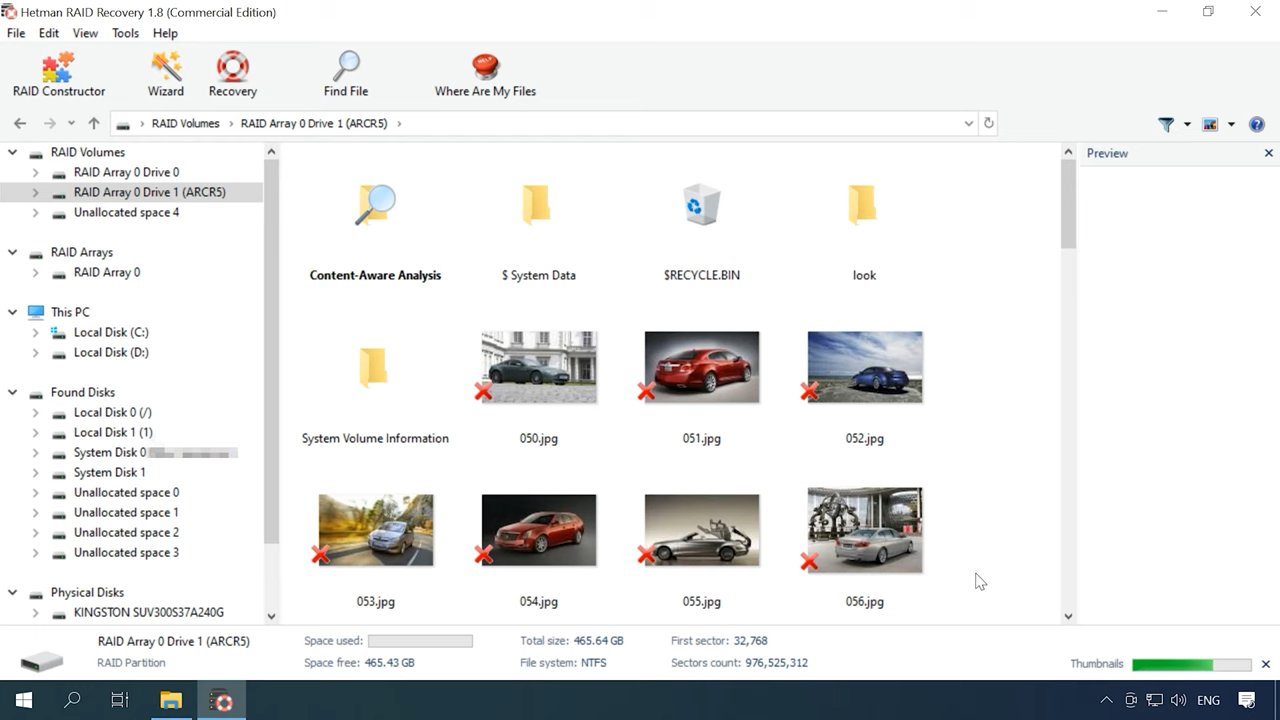 Hetman RAID Recovery 1.8 (Commercial Edition)
File Edit View Tools Help
RAID Constructor Wizard Recovery Find File Where Are My Files
RAID Volumes RAID Array 0 Drive 1 (ARCR5)
RAID Volumes
RAID Array 0 Drive 0
RAID Array 0 Drive 1 (ARCR5)
Unallocated space 4
RAID Arrays
RAID Array 0
This PC
Local Disk (C:)
Local Disk (D:)
Found Disks
Local Disk 0 (/)
Local Disk 1 (1)
System Disk 0
System Disk 1
Unallocated space 0
Unallocated space 1
Unallocated space 2
Unallocated space 3
Physical Disks
KINGSTON SUV300S37A240G
Content-Aware Analysis $ System Data $RECYCLE.BIN look
System Volume Information 050.jpg 051.jpg 052.jpg
053.jpg 054.jpg 055.jpg 056.jpg
Preview
RAID Array 0 Drive 1 (ARCR5) Space used: Total size: 465.64 GB First sector: 32,768
RAID Partition Space free: 465.43 GB File system: NTFS Sectors count: 976,525,312
Thumbnails
ENG